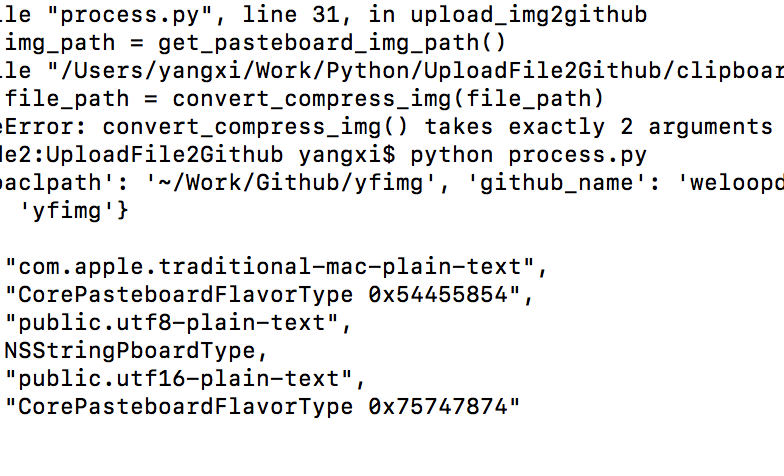 le "process.py", line 31, in upload_img2github
img_path = get_pasteboard_img_path()
le "/Users/yangxi/Work/Python/UploadFile2Github/clipboar
file_path = convert_compress_img(file_path)
eError: convert_compress_img() takes exactly 2 arguments
de2:UploadFile2Github yangxi$ python process.py
oaclpath': '~/Work/Github/yfimg', 'github_name': 'weloopd
'yfimg'}
"com.apple.traditional-mac-plain-text",
"CorePasteboardFlavorType 0x54455854",
"public.utf8-plain-text",
NSStringPboardType,
"public.utf16-plain-text",
"CorePasteboardFlavorType 0x75747874"